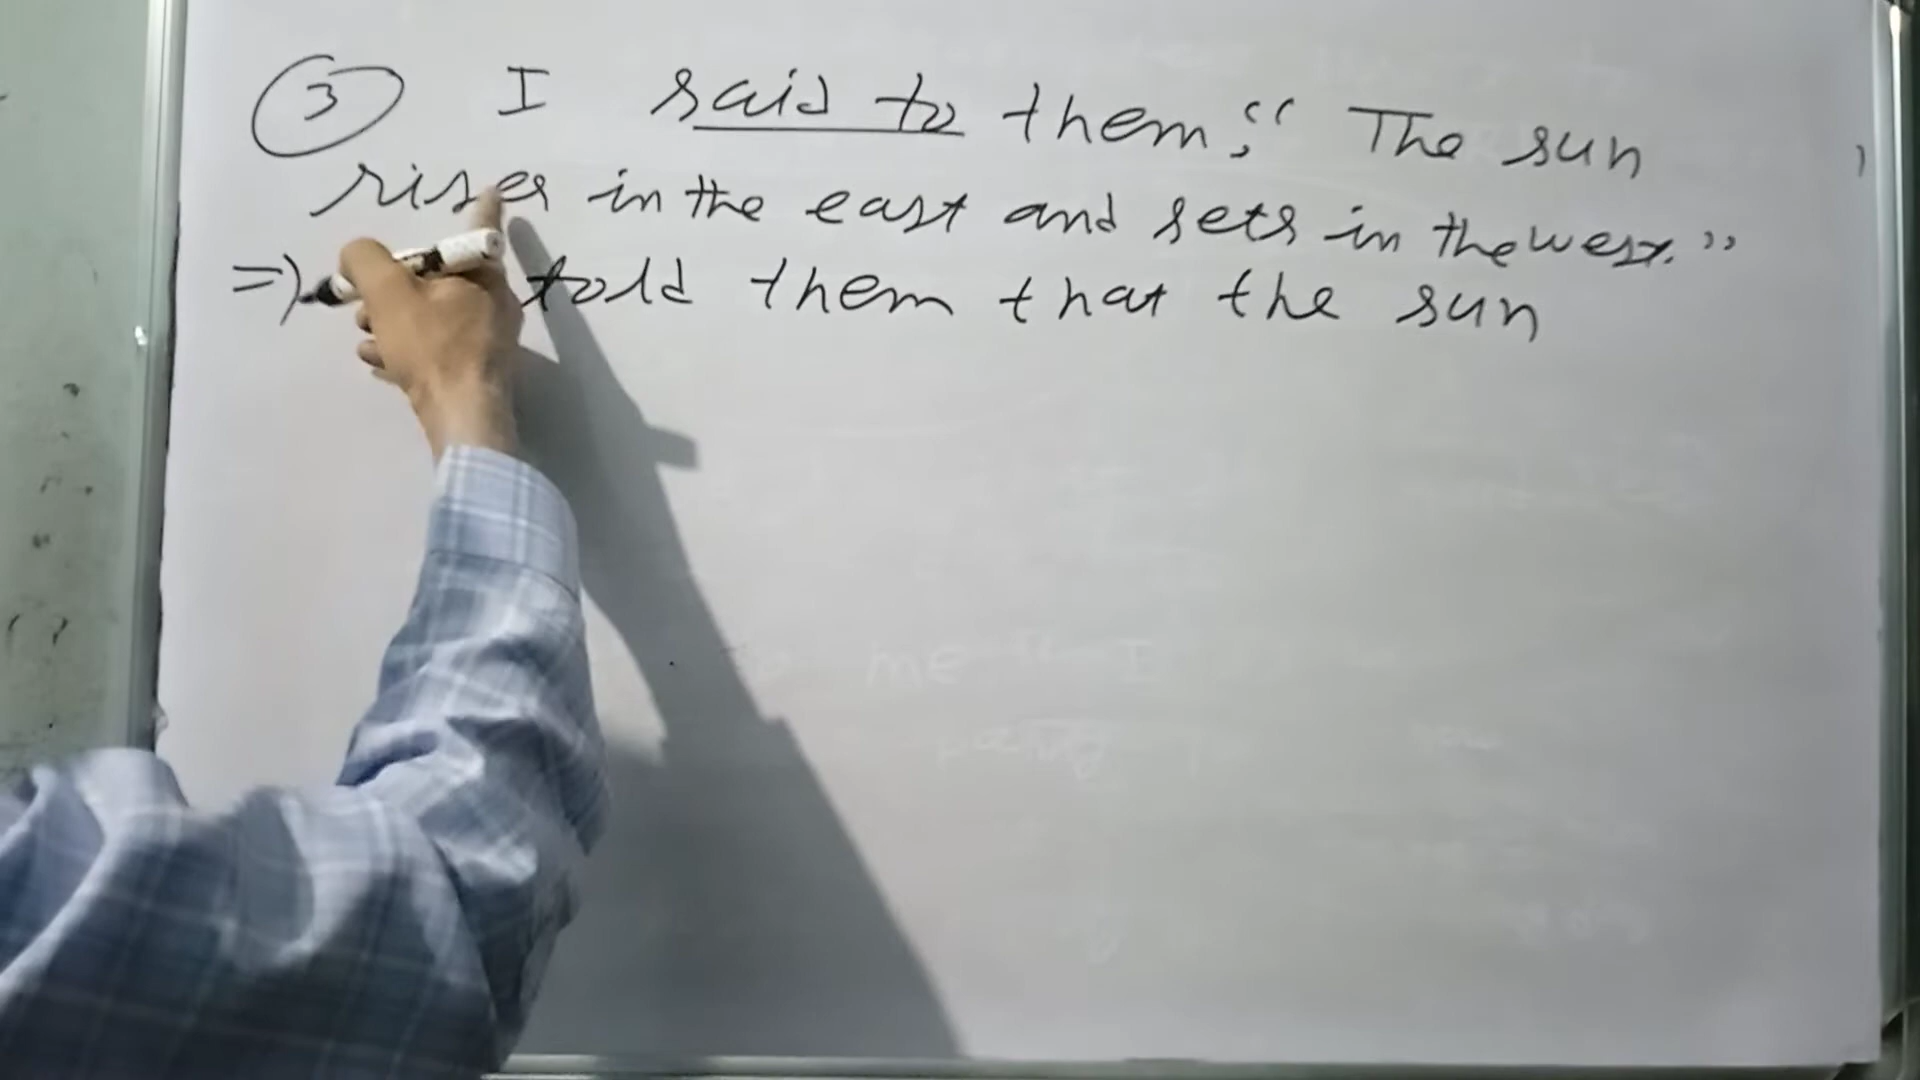 3 I said to them, “The sun
rises in the east and sets in the west.”
=) told them that the sun